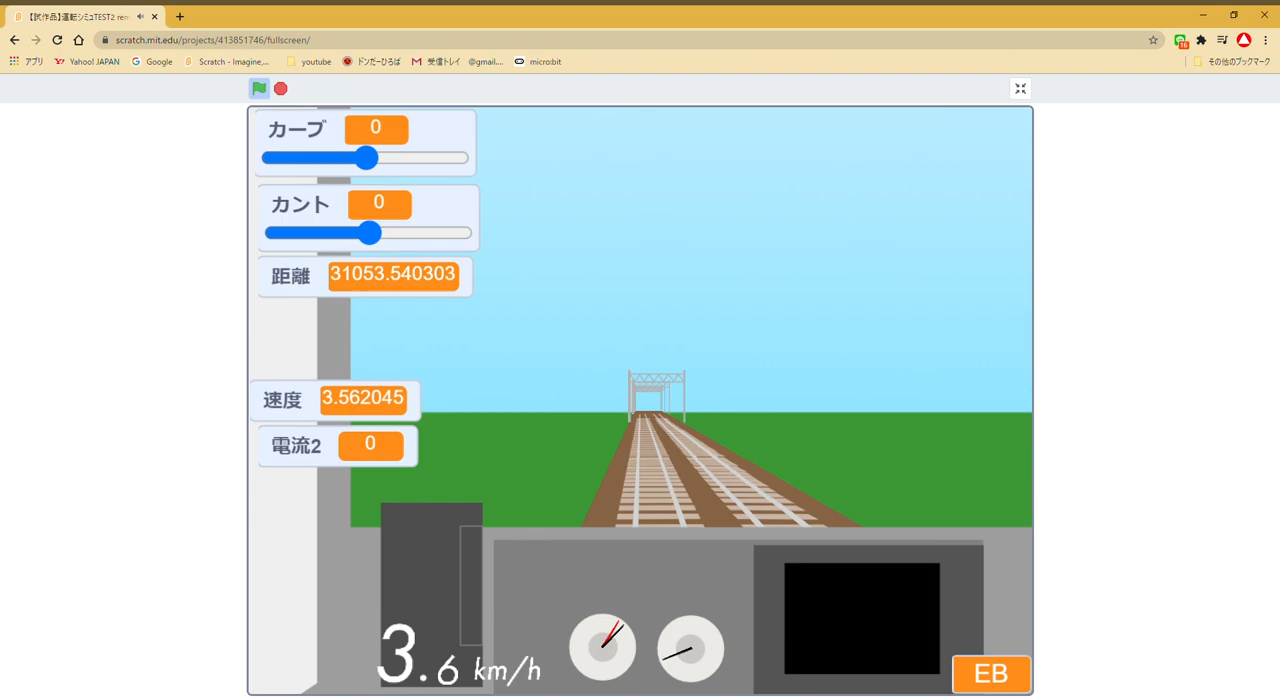 【試作品】運転シミュTEST2 rem
scratch.mit.edu/projects/413851746/fullscreen/
16
アプリ Yahoo! JAPAN Google Scratch - Imagine,... youtube ドンだーひろば 受信トレイ @gmail.... micro:bit その他のブックマーク
カーブ 0
カント 0
距離 31053.540303
速度 3.562045
電流2 0
3.6 km/h
EB